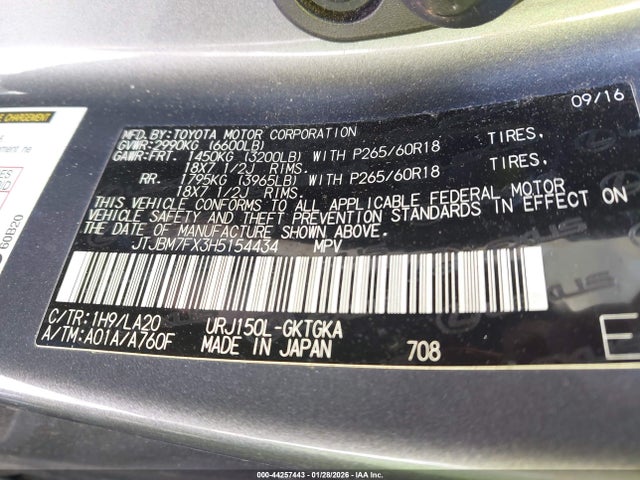 09/16
MFD.BY:TOYOTA MOTOR CORPORATION
GVWR:2990KG (6600LB)
GAWR:FRT. 1450KG (3200LB) WITH P265/60R18 TIRES,
18X7 1/2J RIMS.
RR. 1795KG (3965LB) WITH P265/60R18 TIRES,
18X7 1/2J RIMS.
THIS VEHICLE CONFORMS TO ALL APPLICABLE FEDERAL MOTOR
VEHICLE SAFETY AND THEFT PREVENTION STANDARDS IN EFFECT ON
THE DATE OF MANUFACTURE SHOWN ABOVE.
JTJBM7FX3H5154434 MPV
C/TR:1H9/LA20 URJ150L-GKTGKA
A/TM:A01A/A760F MADE IN JAPAN 708
E
60B20
000-44257443 | 01/28/2026 | IAA Inc.